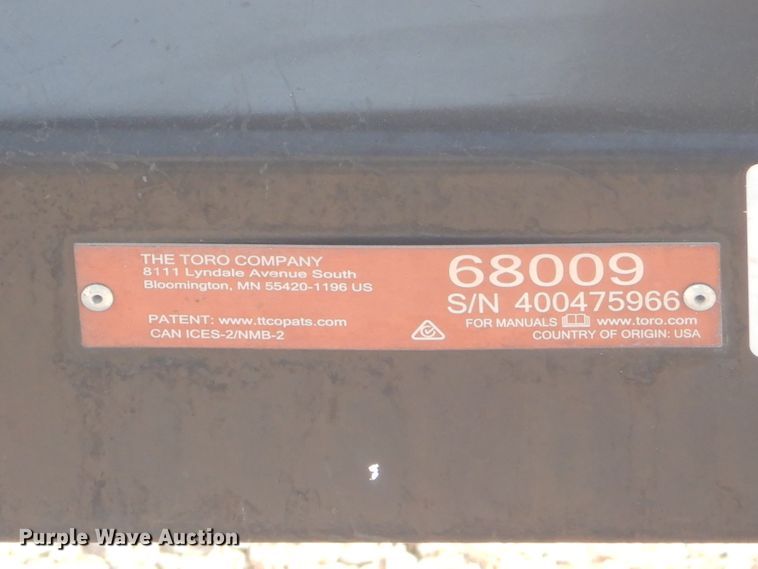 THE TORO COMPANY
8111 Lyndale Avenue South
Bloomington, MN 55420-1196 US
PATENT: www.ttcopats.com
CAN ICES-2/NMB-2
68009
S/N 400475966
FOR MANUALS www.toro.com
COUNTRY OF ORIGIN: USA
Purple Wave Auction